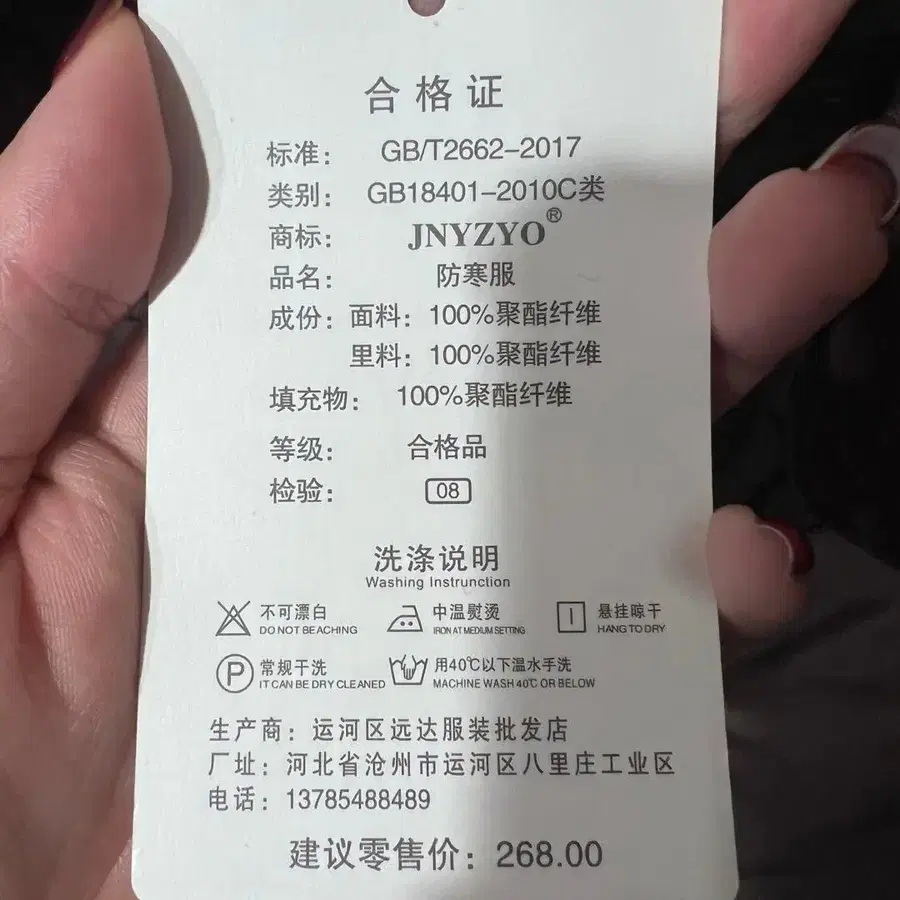 合格证
标准： GB/T2662-2017
类别： GB18401-2010C类
商标： JNYZYO®
品名： 防寒服
成份：面料：100%聚酯纤维
里料：100%聚酯纤维
填充物： 100%聚酯纤维
等级： 合格品
检验： 08
洗涤说明
Washing Instrunction
不可漂白 中温熨烫 悬挂晾干
DO NOT BEACHING IRON AT MEDIUM SETTING HANG TO DRY
P 常规干洗 用40℃以下温水手洗
IT CAN BE DRY CLEANED MACHINE WASH 40℃ OR BELOW
生产商：运河区远达服装批发店
厂址：河北省沧州市运河区八里庄工业区
电话：13785488489
建议零售价：268.00